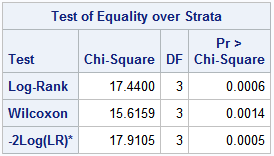 Test of Equality over Strata
Test Chi-Square DF Pr > Chi-Square
Log-Rank 17.4400 3 0.0006
Wilcoxon 15.6159 3 0.0014
-2Log(LR)* 17.9105 3 0.0005